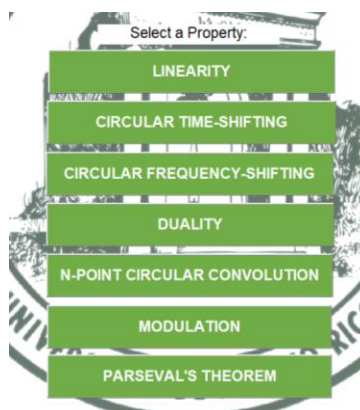 Select a Property:
LINEARITY
CIRCULAR TIME-SHIFTING
CIRCULAR FREQUENCY-SHIFTING
DUALITY
N-POINT CIRCULAR CONVOLUTION
MODULATION
PARSEVAL'S THEOREM